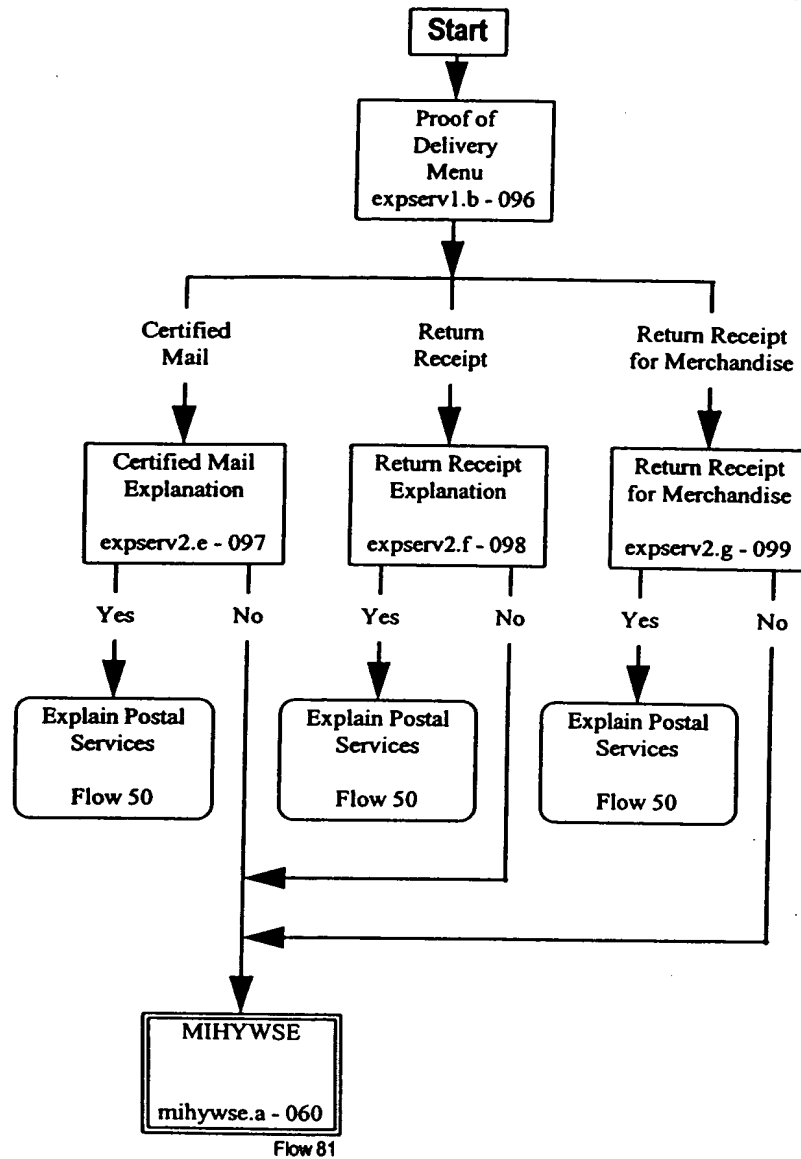 Start
Proof of
Delivery
Menu
expserv1.b - 096
Certified
Mail
Return
Receipt
Return Receipt
for Merchandise
Certified Mail
Explanation
expserv2.e - 097
Return Receipt
Explanation
expserv2.f - 098
Return Receipt
for Merchandise
expserv2.g - 099
Yes
No
Yes
No
Yes
No
Explain Postal
Services
Flow 50
Explain Postal
Services
Flow 50
Explain Postal
Services
Flow 50
MIHYWSE
mihywse.a - 060
Flow 81